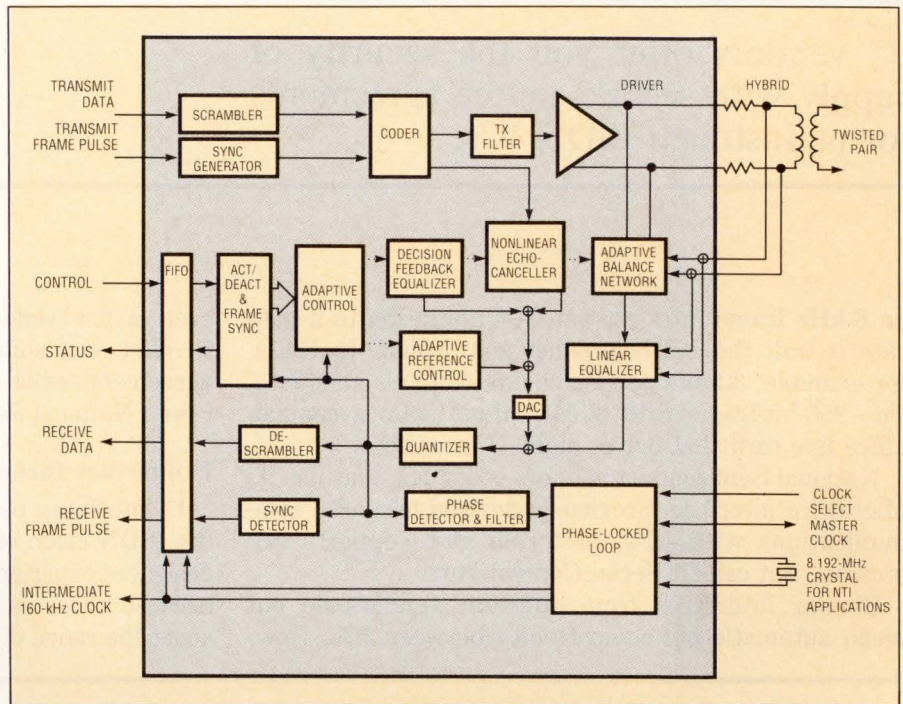 TRANSMIT DATA
TRANSMIT FRAME PULSE
SCRAMBLER
SYNC GENERATOR
CODER
TX FILTER
DRIVER
HYBRID
TWISTED PAIR
CONTROL
STATUS
RECEIVE DATA
RECEIVE FRAME PULSE
INTERMEDIATE 160-kHz CLOCK
FIFO
ACT/ DEACT & FRAME SYNC
ADAPTIVE CONTROL
DECISION FEEDBACK EQUALIZER
NONLINEAR ECHO- CANCELLER
ADAPTIVE BALANCE NETWORK
ADAPTIVE REFERENCE CONTROL
LINEAR EQUALIZER
DAC
DE- SCRAMBLER
QUANTIZER
SYNC DETECTOR
PHASE DETECTOR & FILTER
PHASE-LOCKED LOOP
CLOCK SELECT
MASTER CLOCK
8.192-MHz CRYSTAL FOR NTI APPLICATIONS